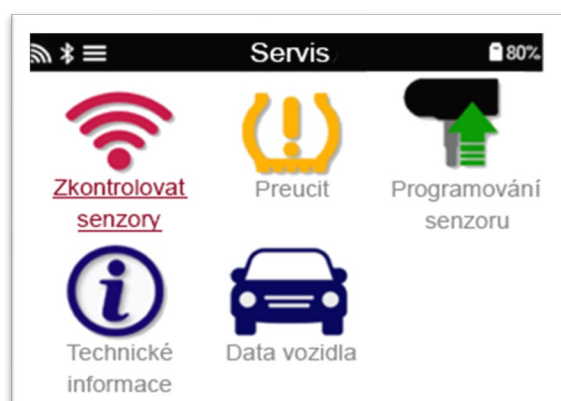 Servis
80%
Zkontrolovat
senzory
Preucit
Programování
senzoru
Technické
informace
Data vozidla